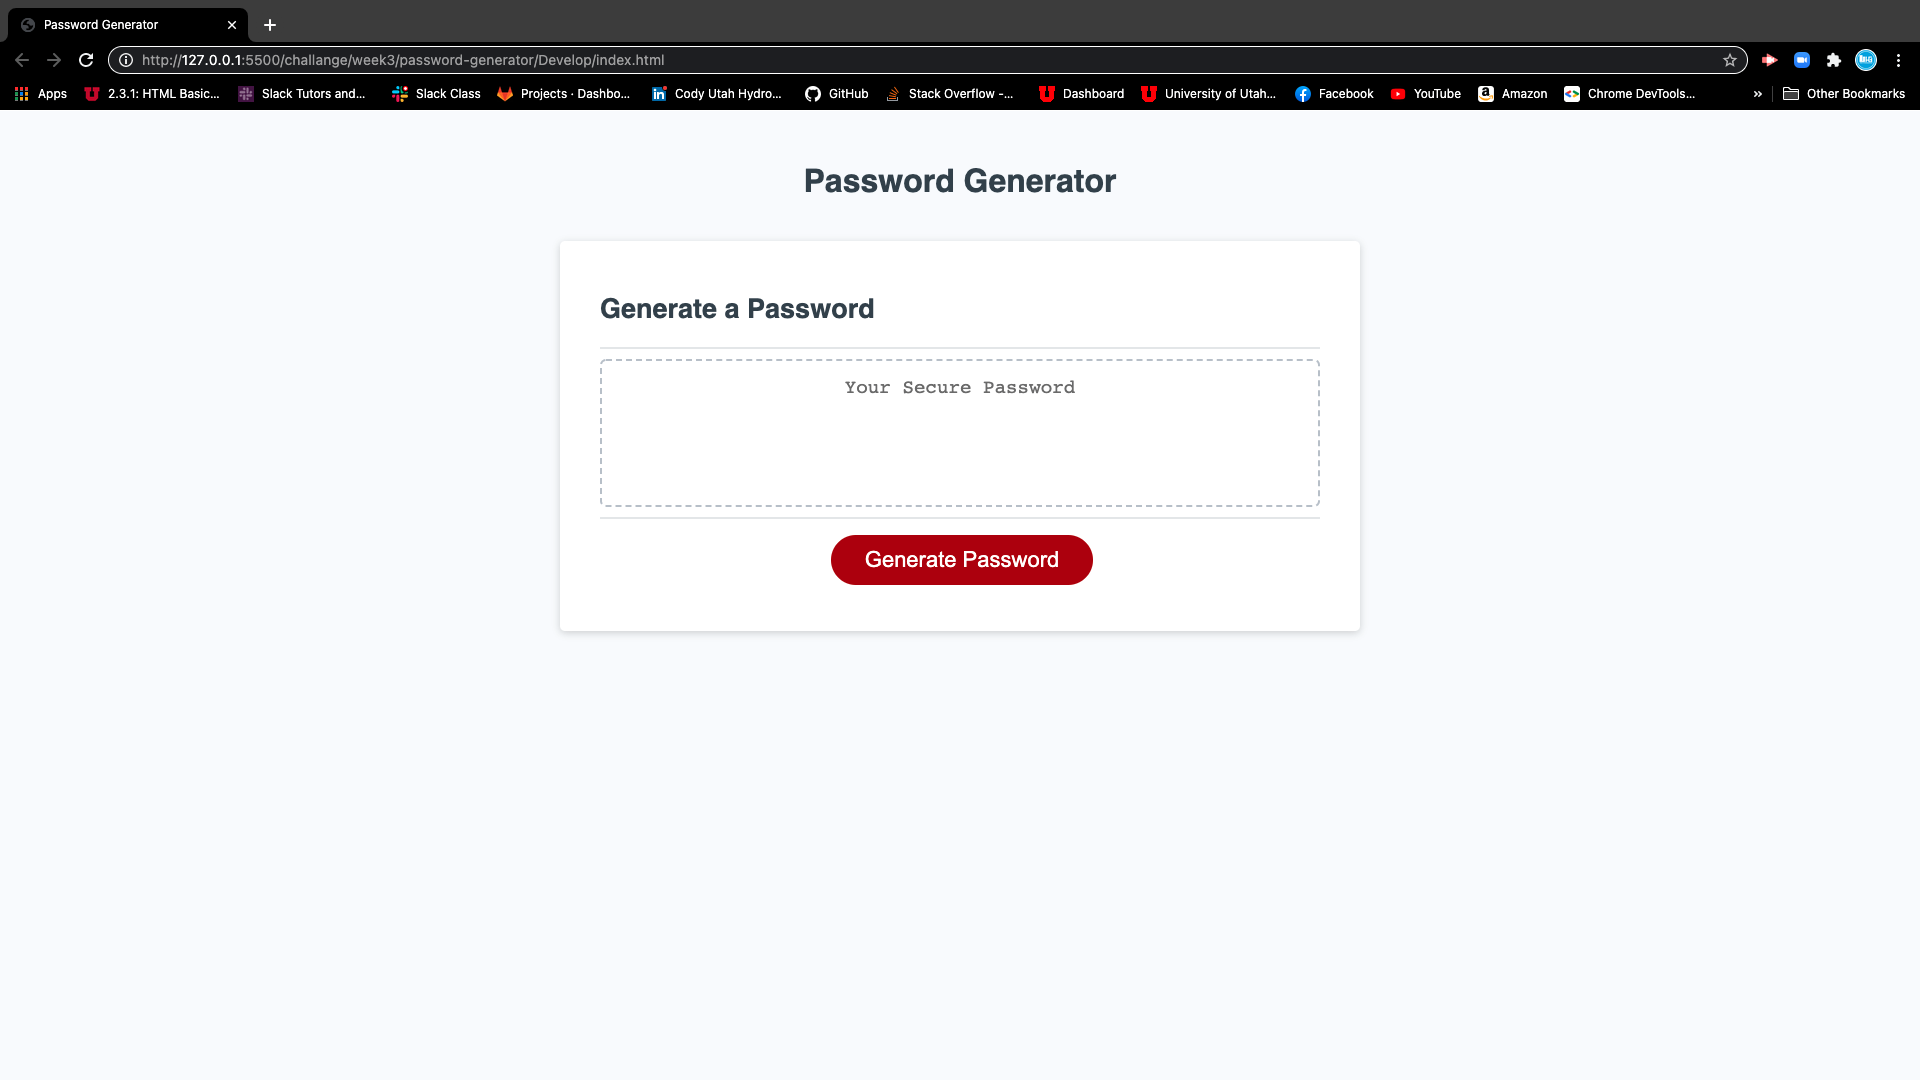 Password Generator
http://127.0.0.1:5500/challange/week3/password-generator/Develop/index.html
Apps 2.3.1: HTML Basic... Slack Tutors and... Slack Class Projects · Dashbo... Cody Utah Hydro... GitHub Stack Overflow -... Dashboard University of Utah... Facebook YouTube Amazon Chrome DevTools... » Other Bookmarks
Password Generator
Generate a Password
Your Secure Password
Generate Password